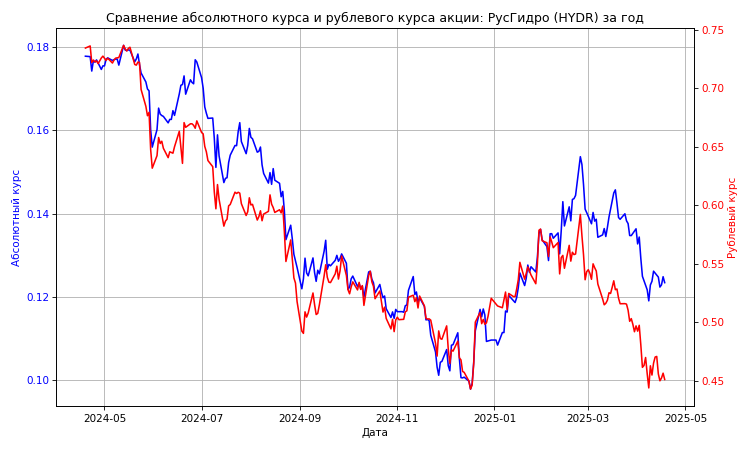 Сравнение абсолютного курса и рублевого курса акции: РусГидро (HYDR) за год
0.18
0.16
0.14
0.12
0.10
Абсолютный курс
0.75
0.70
0.65
0.60
0.55
0.50
0.45
Рублевый курс
2024-05 2024-07 2024-09 2024-11 2025-01 2025-03 2025-05
Дата